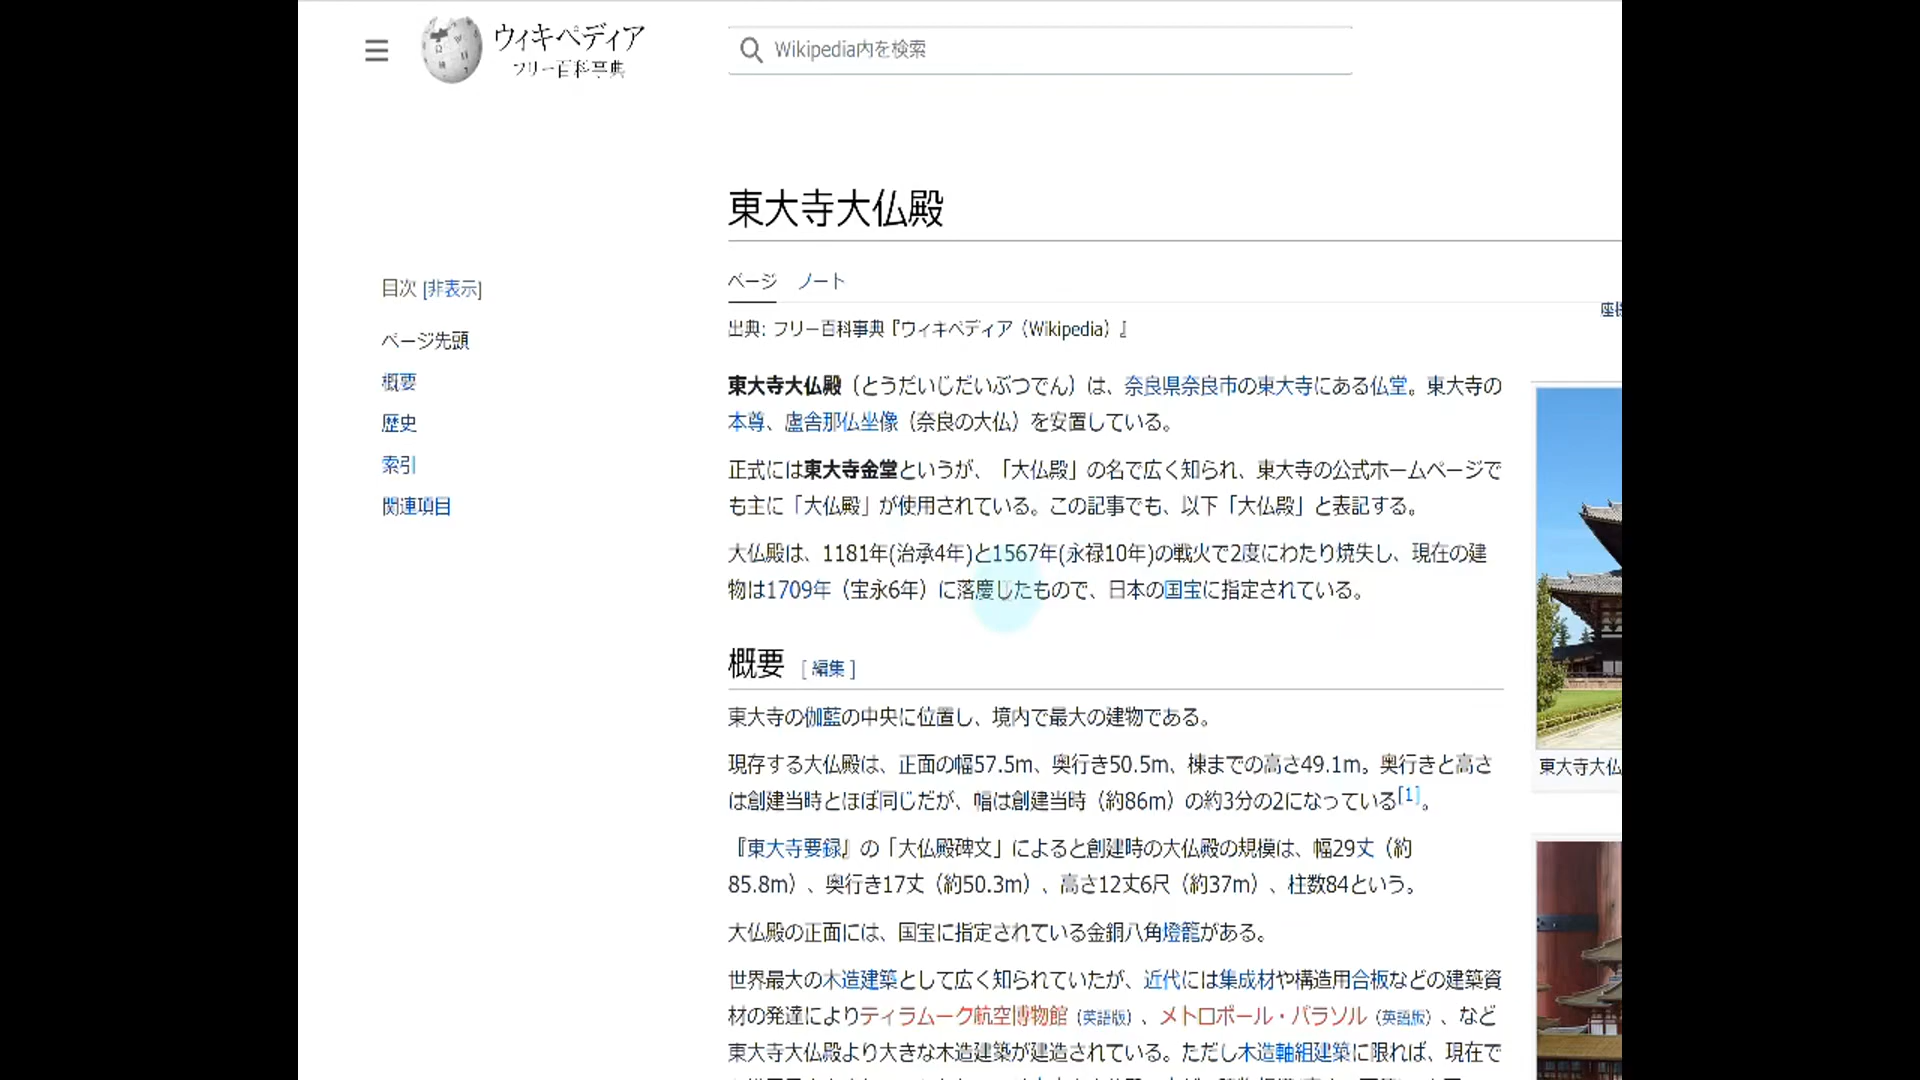 ウィキペディア
フリー百科事典
Wikipedia内を検索
東大寺大仏殿
目次 [非表示]
ページ先頭
概要
歴史
索引
関連項目
ページ ノート
座標
出典: フリー百科事典『ウィキペディア（Wikipedia）』
東大寺大仏殿（とうだいじだいぶつでん）は、奈良県奈良市の東大寺にある仏堂。東大寺の
本尊、盧舎那仏坐像（奈良の大仏）を安置している。
正式には東大寺金堂というが、「大仏殿」の名で広く知られ、東大寺の公式ホームページで
も主に「大仏殿」が使用されている。この記事でも、以下「大仏殿」と表記する。
大仏殿は、1181年(治承4年)と1567年(永禄10年)の戦火で2度にわたり焼失し、現在の建
物は1709年（宝永6年）に落慶したもので、日本の国宝に指定されている。
概要 [ 編集 ]
東大寺の伽藍の中央に位置し、境内で最大の建物である。
現存する大仏殿は、正面の幅57.5m、奥行き50.5m、棟までの高さ49.1m。奥行きと高さ
は創建当時とほぼ同じだが、幅は創建当時（約86m）の約3分の2になっている[1]。
『東大寺要録』の「大仏殿碑文」によると創建時の大仏殿の規模は、幅29丈（約
85.8m）、奥行き17丈（約50.3m）、高さ12丈6尺（約37m）、柱数84という。
大仏殿の正面には、国宝に指定されている金銅八角燈籠がある。
世界最大の木造建築として広く知られていたが、近代には集成材や構造用合板などの建築資
材の発達によりティラムーク航空博物館（英語版）、メトロポール・パラソル（英語版）、など
東大寺大仏殿より大きな木造建築が建造されている。ただし木造軸組建築に限れば、現在で
東大寺大仏